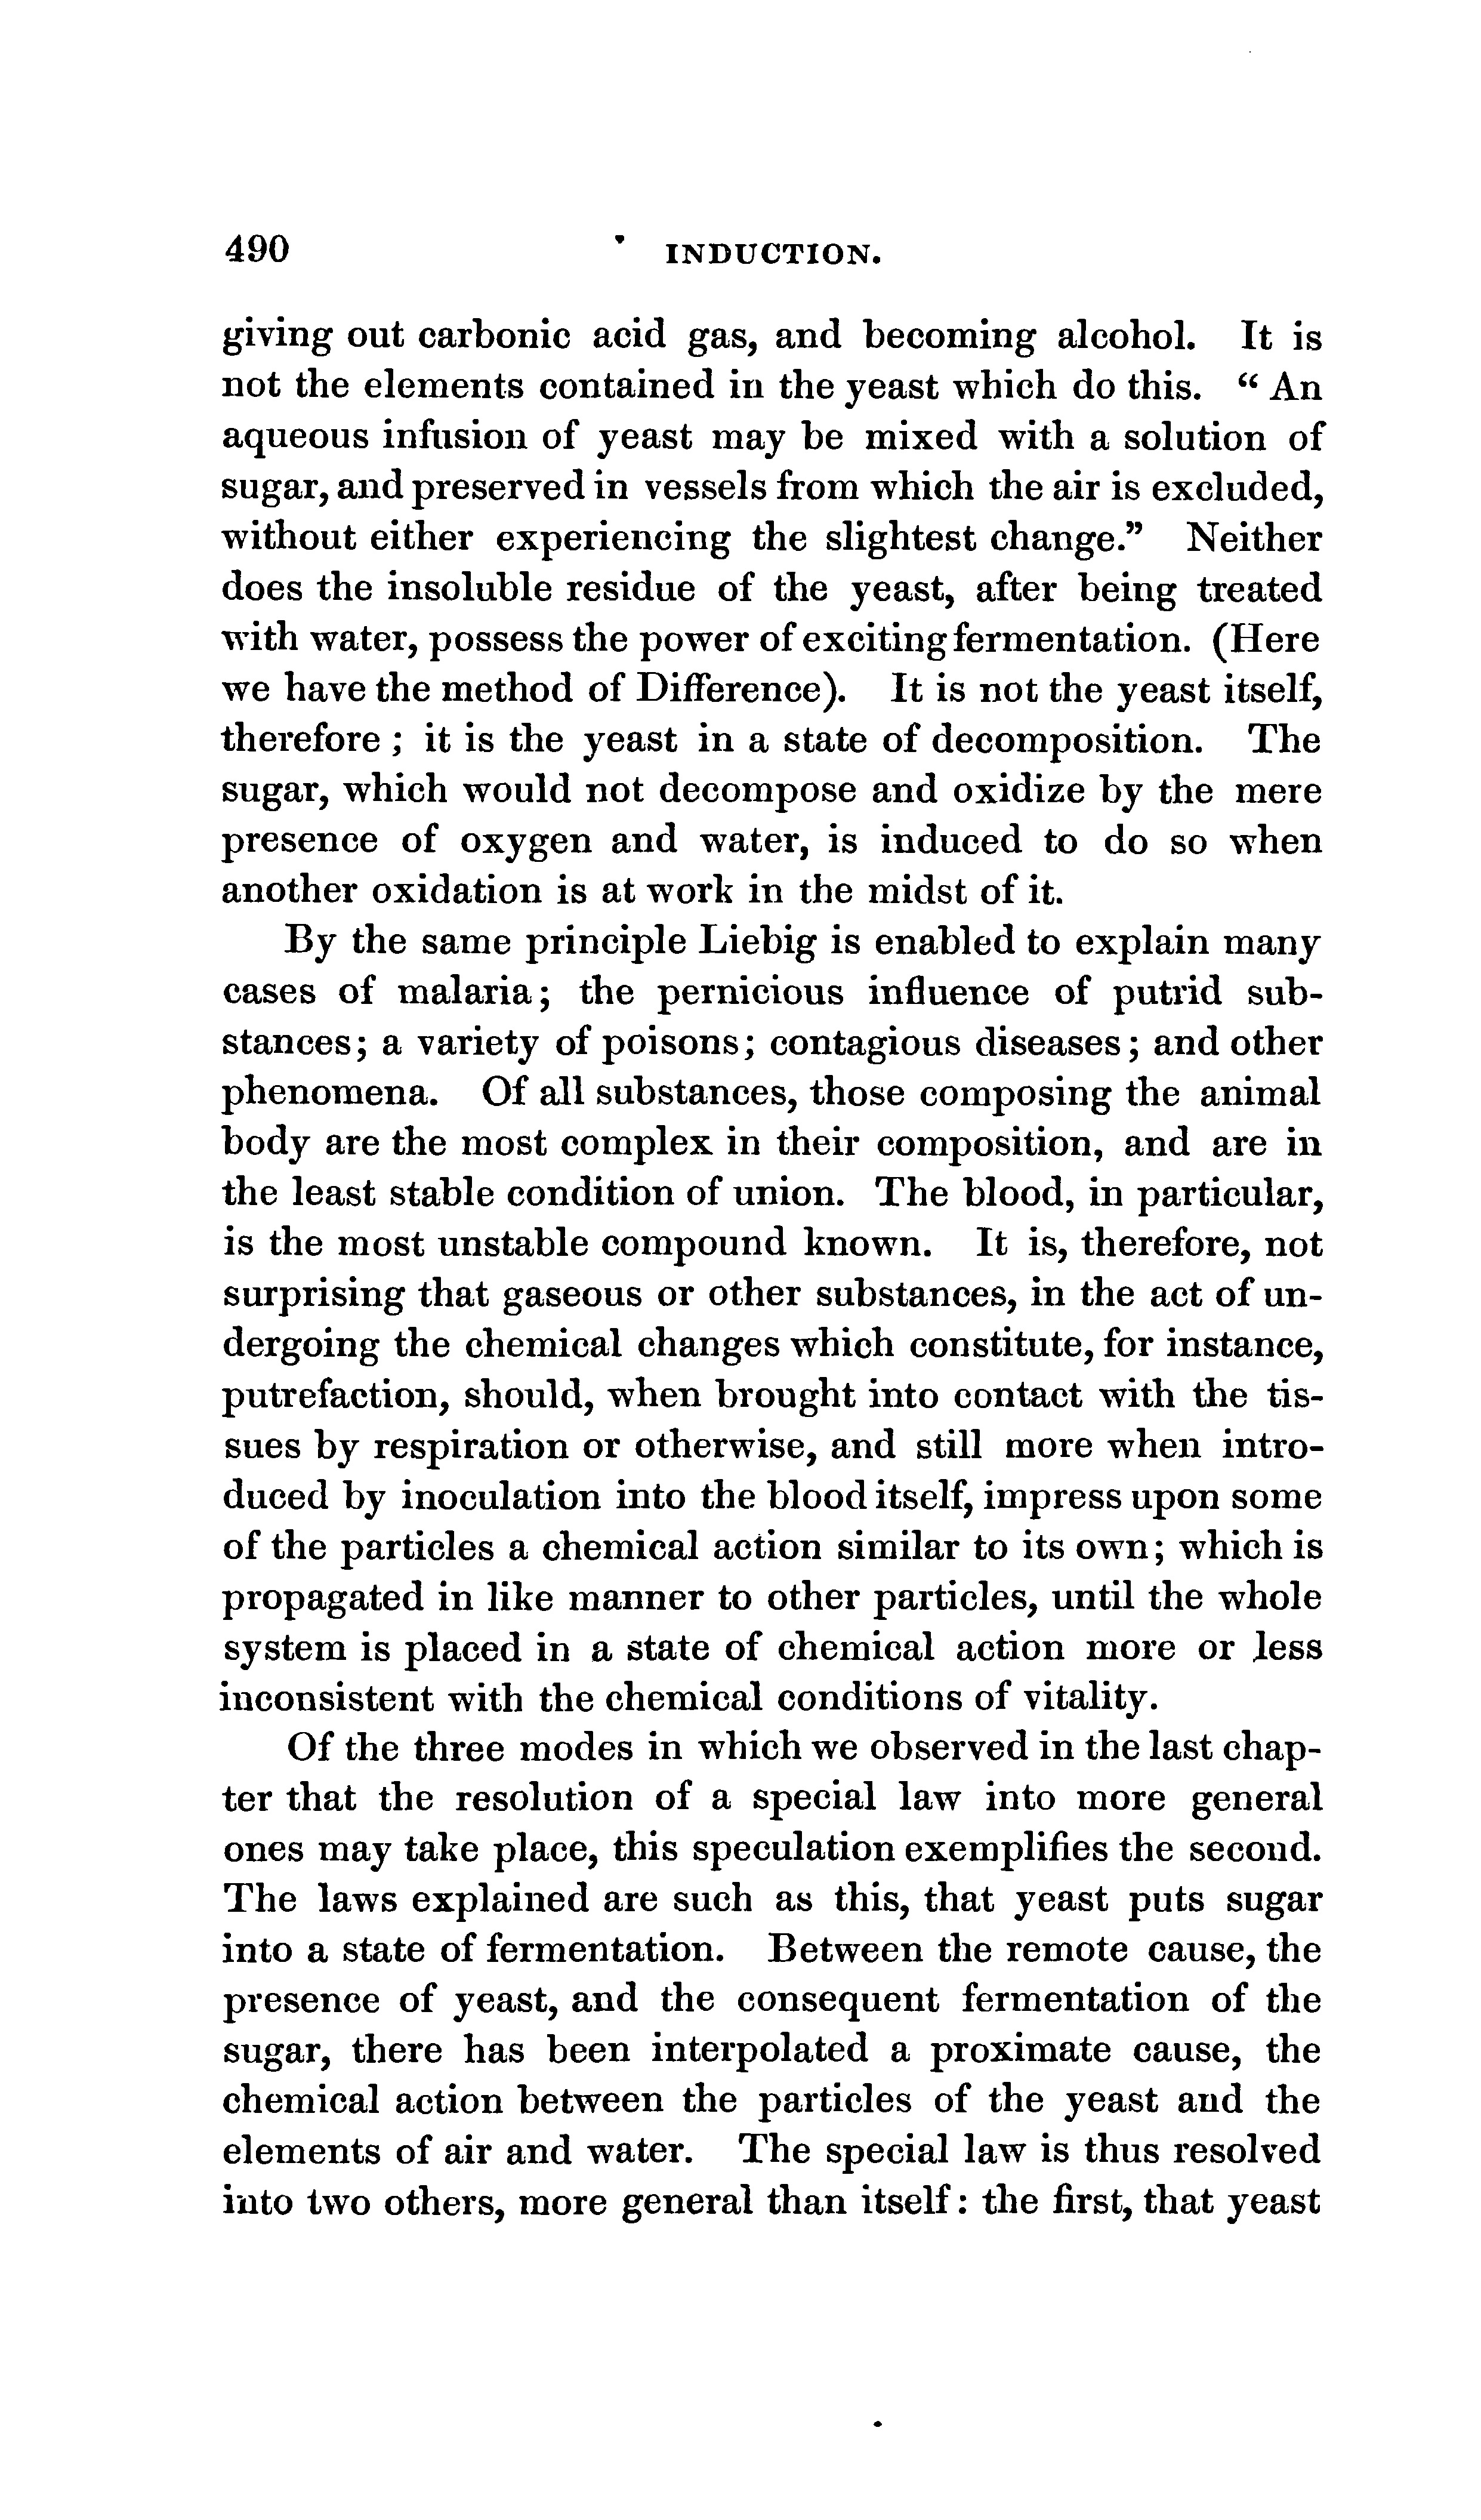 490 INDUCTION.
giving out carbonic acid gas, and becoming alcohol. It is
not the elements contained in the yeast which do this. “ An
aqueous infusion of yeast may be mixed with a solution of
sugar, and preserved in vessels from which the air is excluded,
without either experiencing the slightest change.” Neither
does the insoluble residue of the yeast, after being treated
with water, possess the power of exciting fermentation. (Here
we have the method of Difference). It is not the yeast itself,
therefore ; it is the yeast in a state of decomposition. The
sugar, which would not decompose and oxidize by the mere
presence of oxygen and water, is induced to do so when
another oxidation is at work in the midst of it.
By the same principle Liebig is enabled to explain many
cases of malaria; the pernicious influence of putrid sub-
stances; a variety of poisons; contagious diseases; and other
phenomena. Of all substances, those composing the animal
body are the most complex in their composition, and are in
the least stable condition of union. The blood, in particular,
is the most unstable compound known. It is, therefore, not
surprising that gaseous or other substances, in the act of un-
dergoing the chemical changes which constitute, for instance,
putrefaction, should, when brought into contact with the tis-
sues by respiration or otherwise, and still more when intro-
duced by inoculation into the blood itself, impress upon some
of the particles a chemical action similar to its own; which is
propagated in like manner to other particles, until the whole
system is placed in a state of chemical action more or less
inconsistent with the chemical conditions of vitality.
Of the three modes in which we observed in the last chap-
ter that the resolution of a special law into more general
ones may take place, this speculation exemplifies the second.
The laws explained are such as this, that yeast puts sugar
into a state of fermentation. Between the remote cause, the
presence of yeast, and the consequent fermentation of the
sugar, there has been interpolated a proximate cause, the
chemical action between the particles of the yeast and the
elements of air and water. The special law is thus resolved
into two others, more general than itself: the first, that yeast